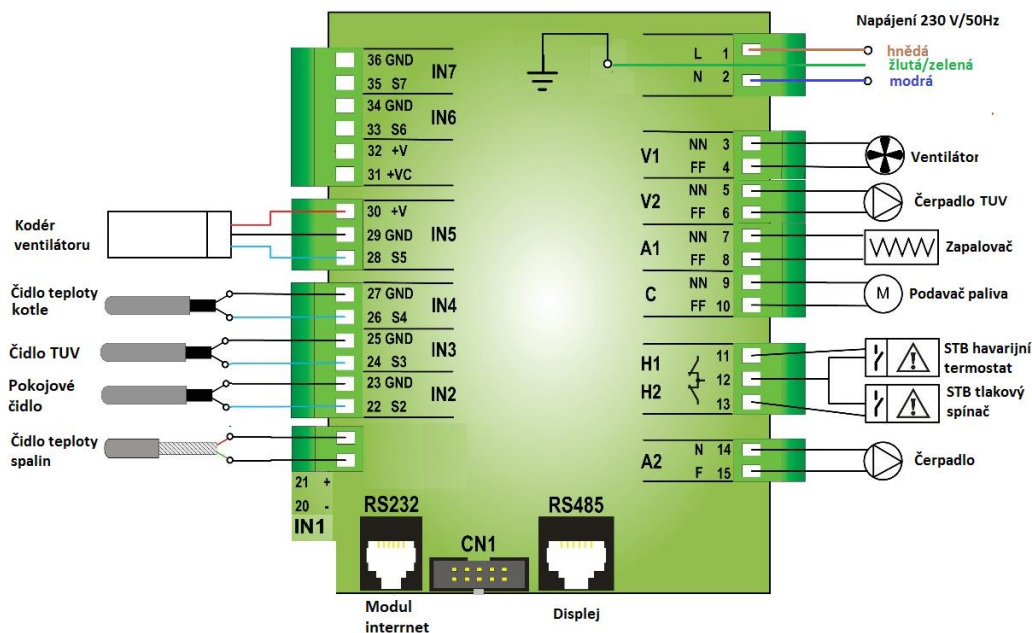 Napájení 230 V/50Hz
L 1
hnědá
žlutá/zelená
N 2
modrá
36 GND
IN7
35 S7
34 GND
IN6
33 S6
32 +V
31 +VC
Kodér
ventilátoru
30 +V
29 GND
IN5
28 S5
Čidlo teploty
kotle
27 GND
IN4
26 S4
Čidlo TUV
25 GND
IN3
24 S3
Pokojové
čidlo
23 GND
IN2
22 S2
Čidlo teploty
spalin
21 +
20 -
IN1
V1
NN 3
FF 4
Ventilátor
V2
NN 5
FF 6
Čerpadlo TUV
A1
NN 7
FF 8
Zapalovač
C
NN 9
FF 10
M
Podavač paliva
H1
11
12
H2
13
STB havarijní
termostat
STB tlakový
spínač
A2
N 14
F 15
Čerpadlo
RS232
CN1
RS485
Modul
interrnet
Displej